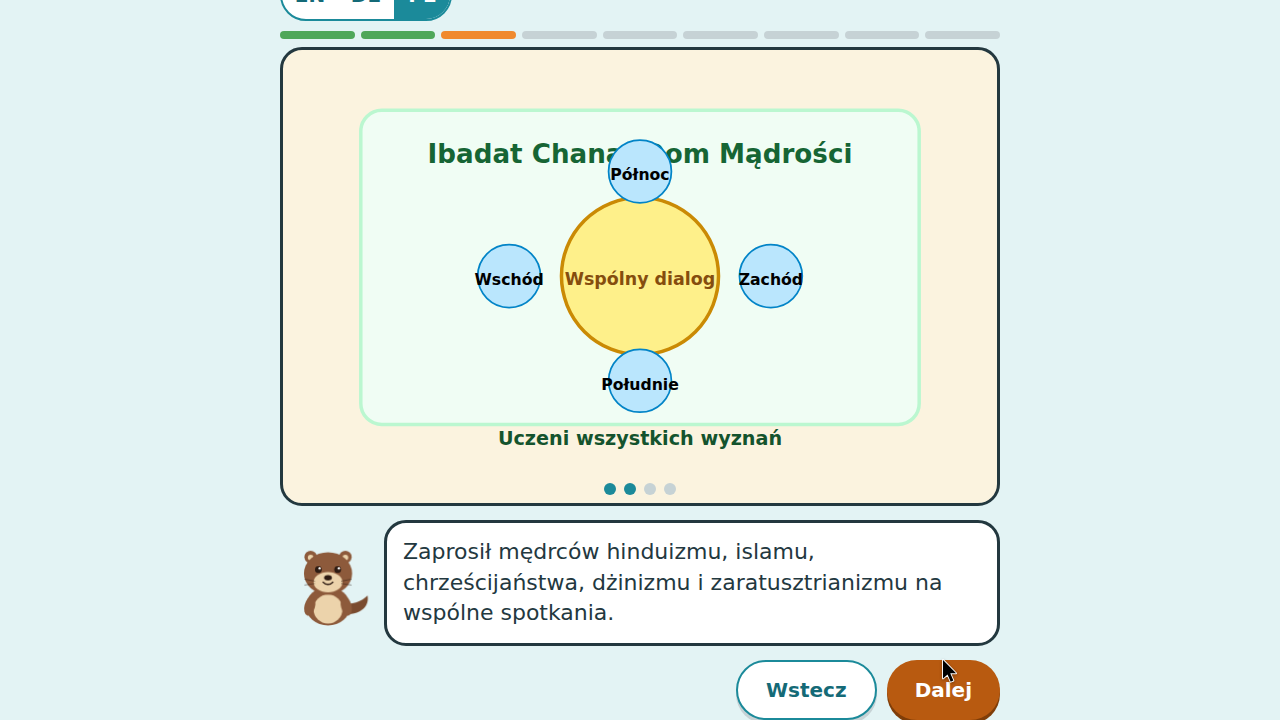 Ibadat Chana om Mądrości
Północ
Wschód
Wspólny dialog
Zachód
Południe
Uczeni wszystkich wyznań
Zaprosił mędrców hinduizmu, islamu,
chrześcijaństwa, dżinizmu i zaratusztrianizmu na
wspólne spotkania.
Wstecz
Dalej